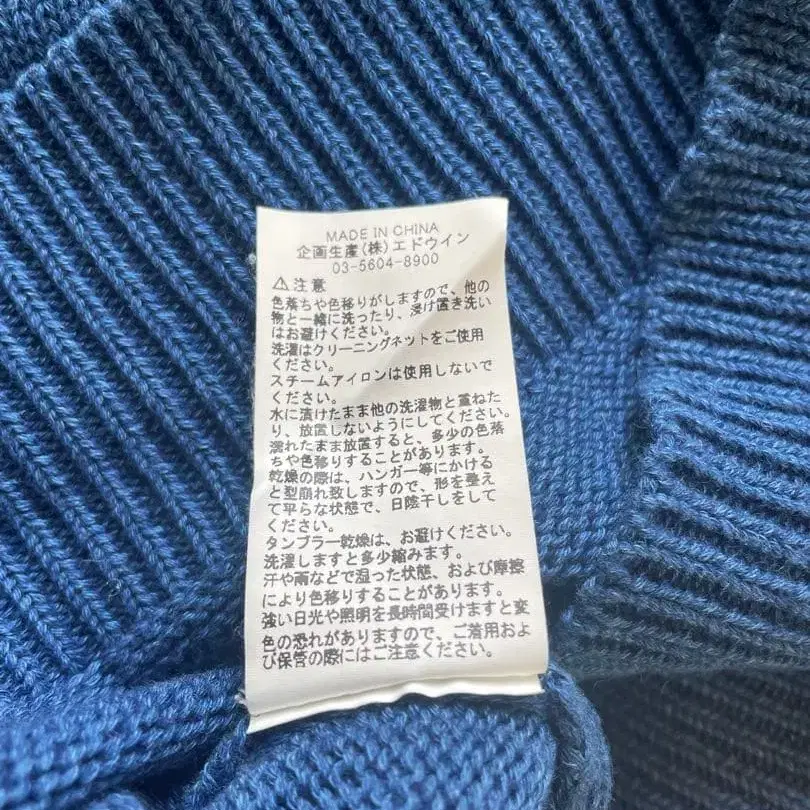 MADE IN CHINA
企画生産(株)エドウイン
03-5604-8900
⚠注意
色落ちや色移りがしますので、他の
物と一緒に洗ったり、浸け置き洗い
はお避けください。
洗濯はクリーニングネットをご使用
ください。
スチームアイロンは使用しないで
ください。
水に漬けたまま他の洗濯物と重ねた
り、放置しないようにしてください。
濡れたまま放置すると、多少の色落
ちや色移りすることがあります。
乾燥の際は、ハンガー等にかける
と型崩れ致しますので、形を整え
て平らな状態で、日陰干しをして
ください。
タンブラー乾燥は、お避けください。
洗濯しますと多少縮みます。
汗や雨などで湿った状態、および摩擦
により色移りすることがあります。
強い日光や照明を長時間受けますと変
色の恐れがありますので、ご着用およ
び保管の際にはご注意ください。